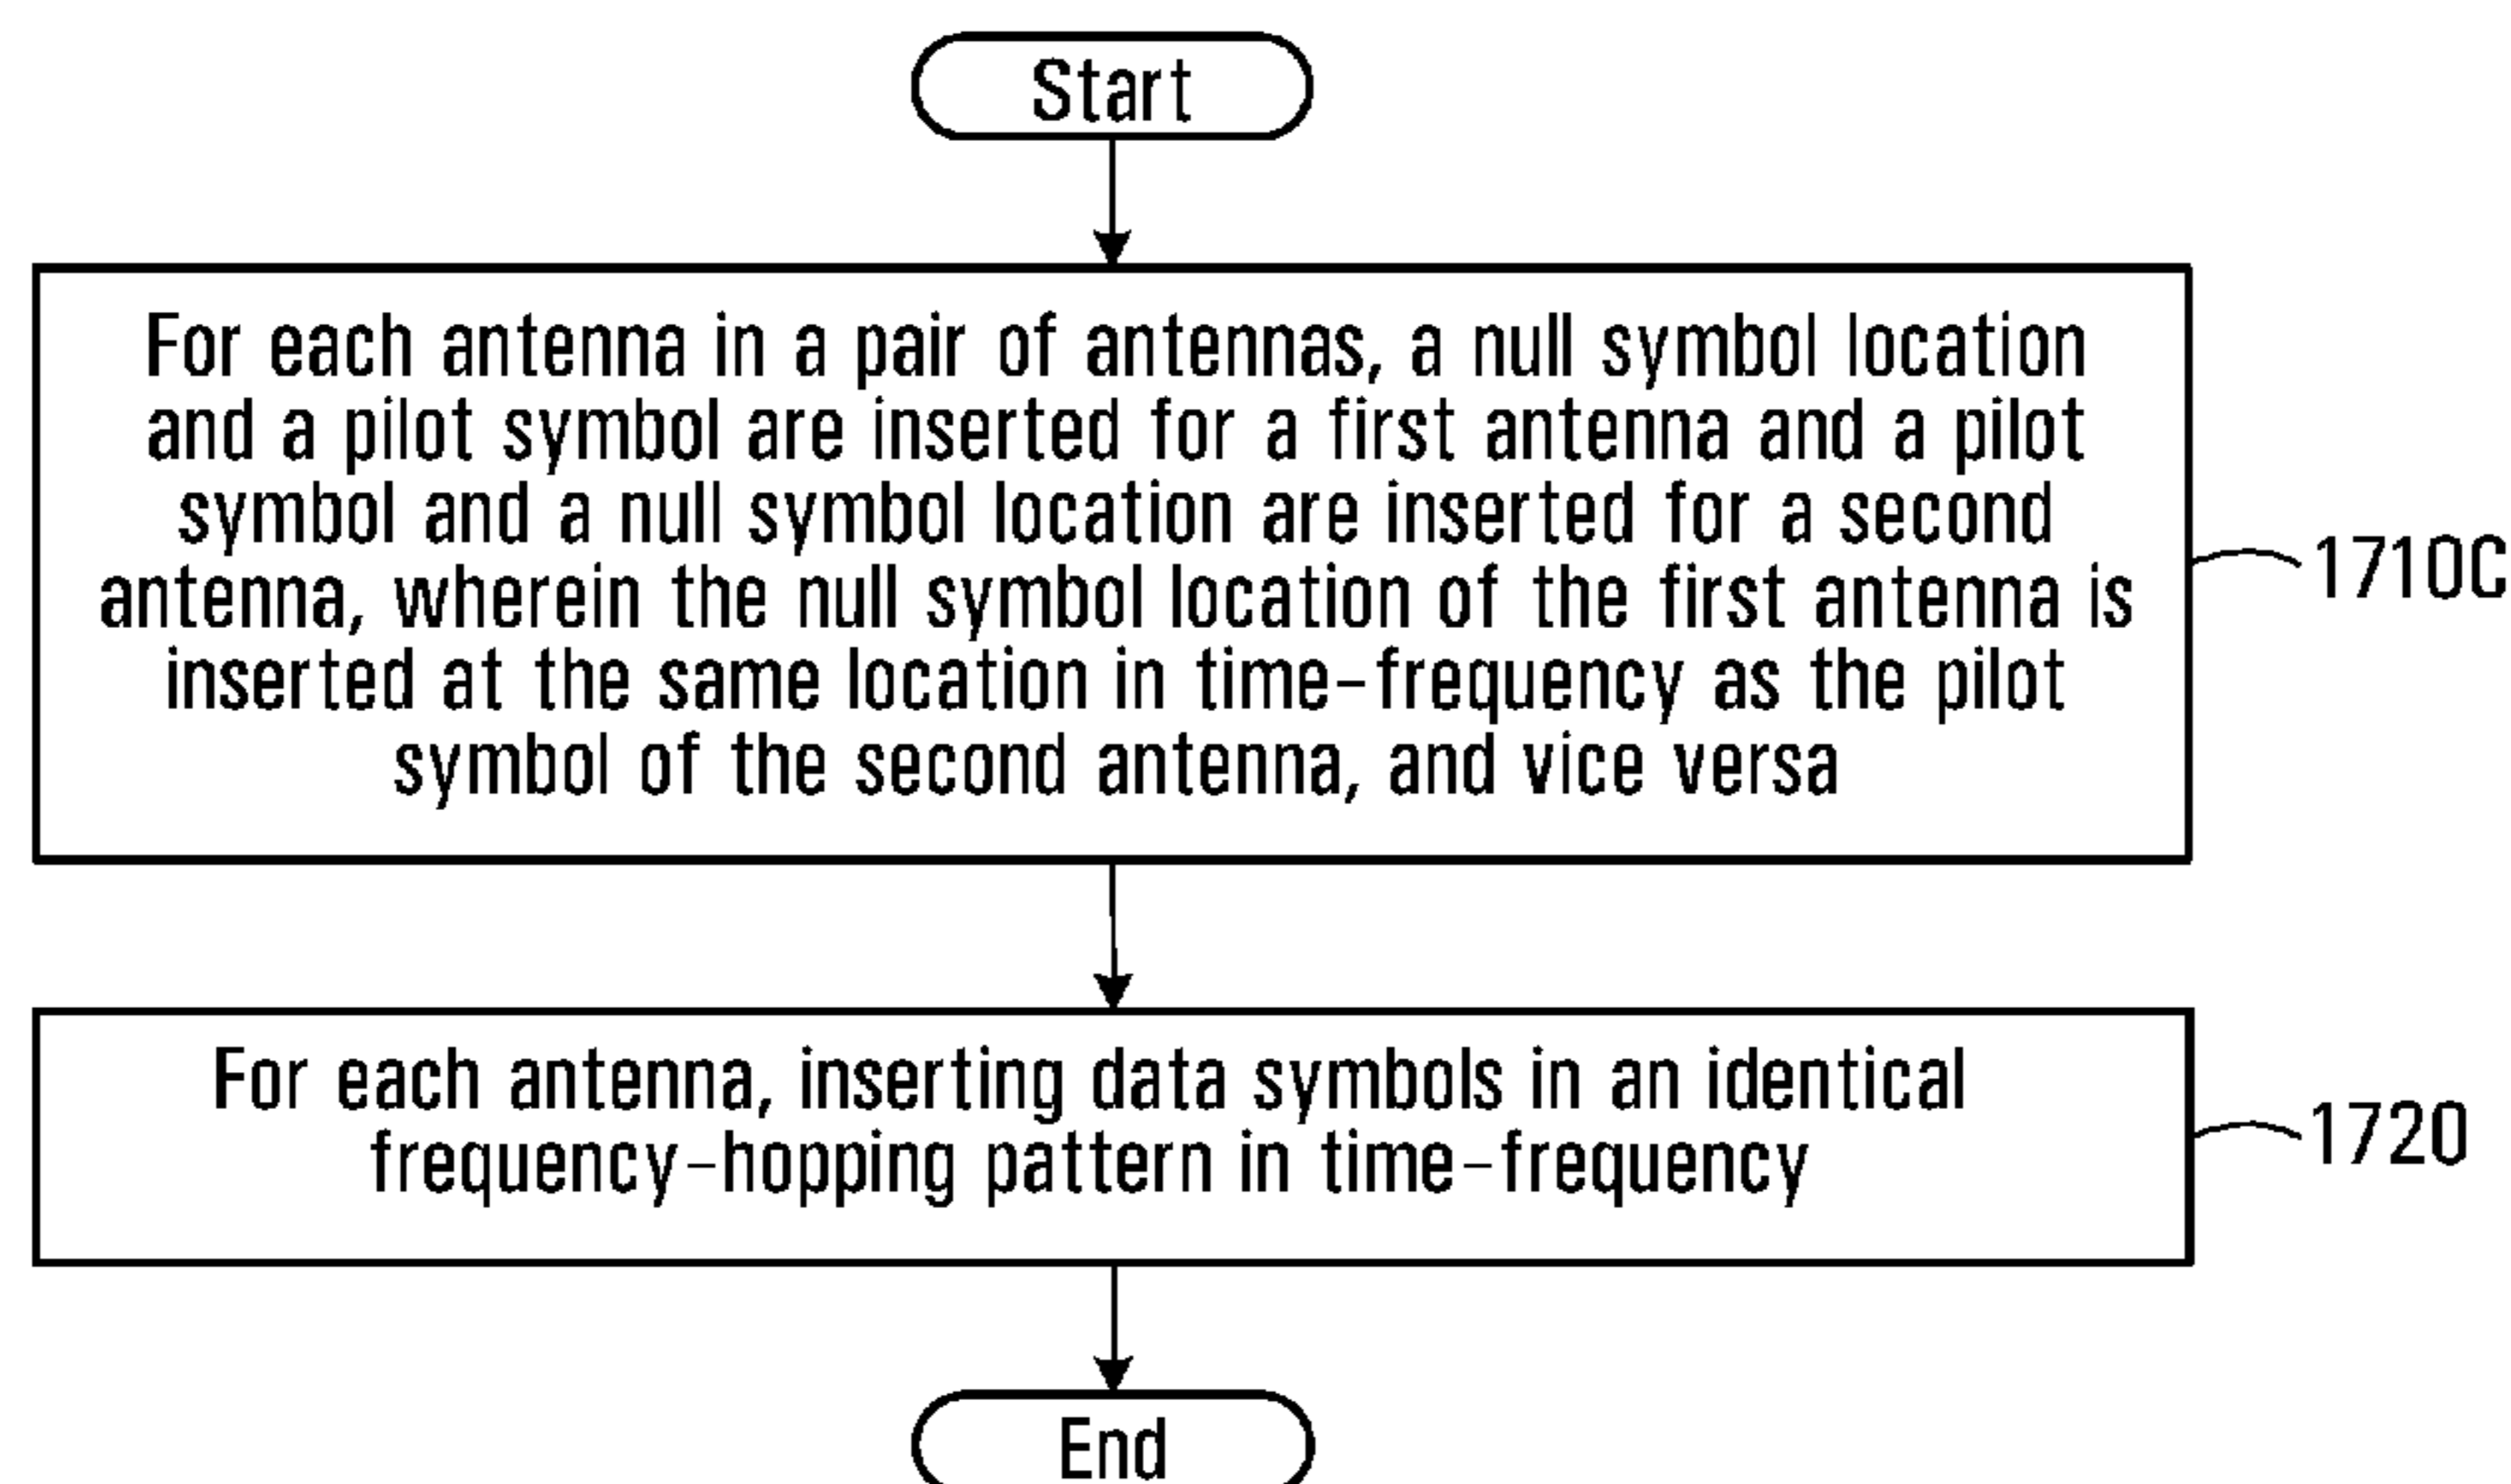 Start
For each antenna in a pair of antennas, a null symbol location
and a pilot symbol are inserted for a first antenna and a pilot
symbol and a null symbol location are inserted for a second
antenna, wherein the null symbol location of the first antenna is
inserted at the same location in time-frequency as the pilot
symbol of the second antenna, and vice versa
1710C
For each antenna, inserting data symbols in an identical
frequency-hopping pattern in time-frequency
1720
End